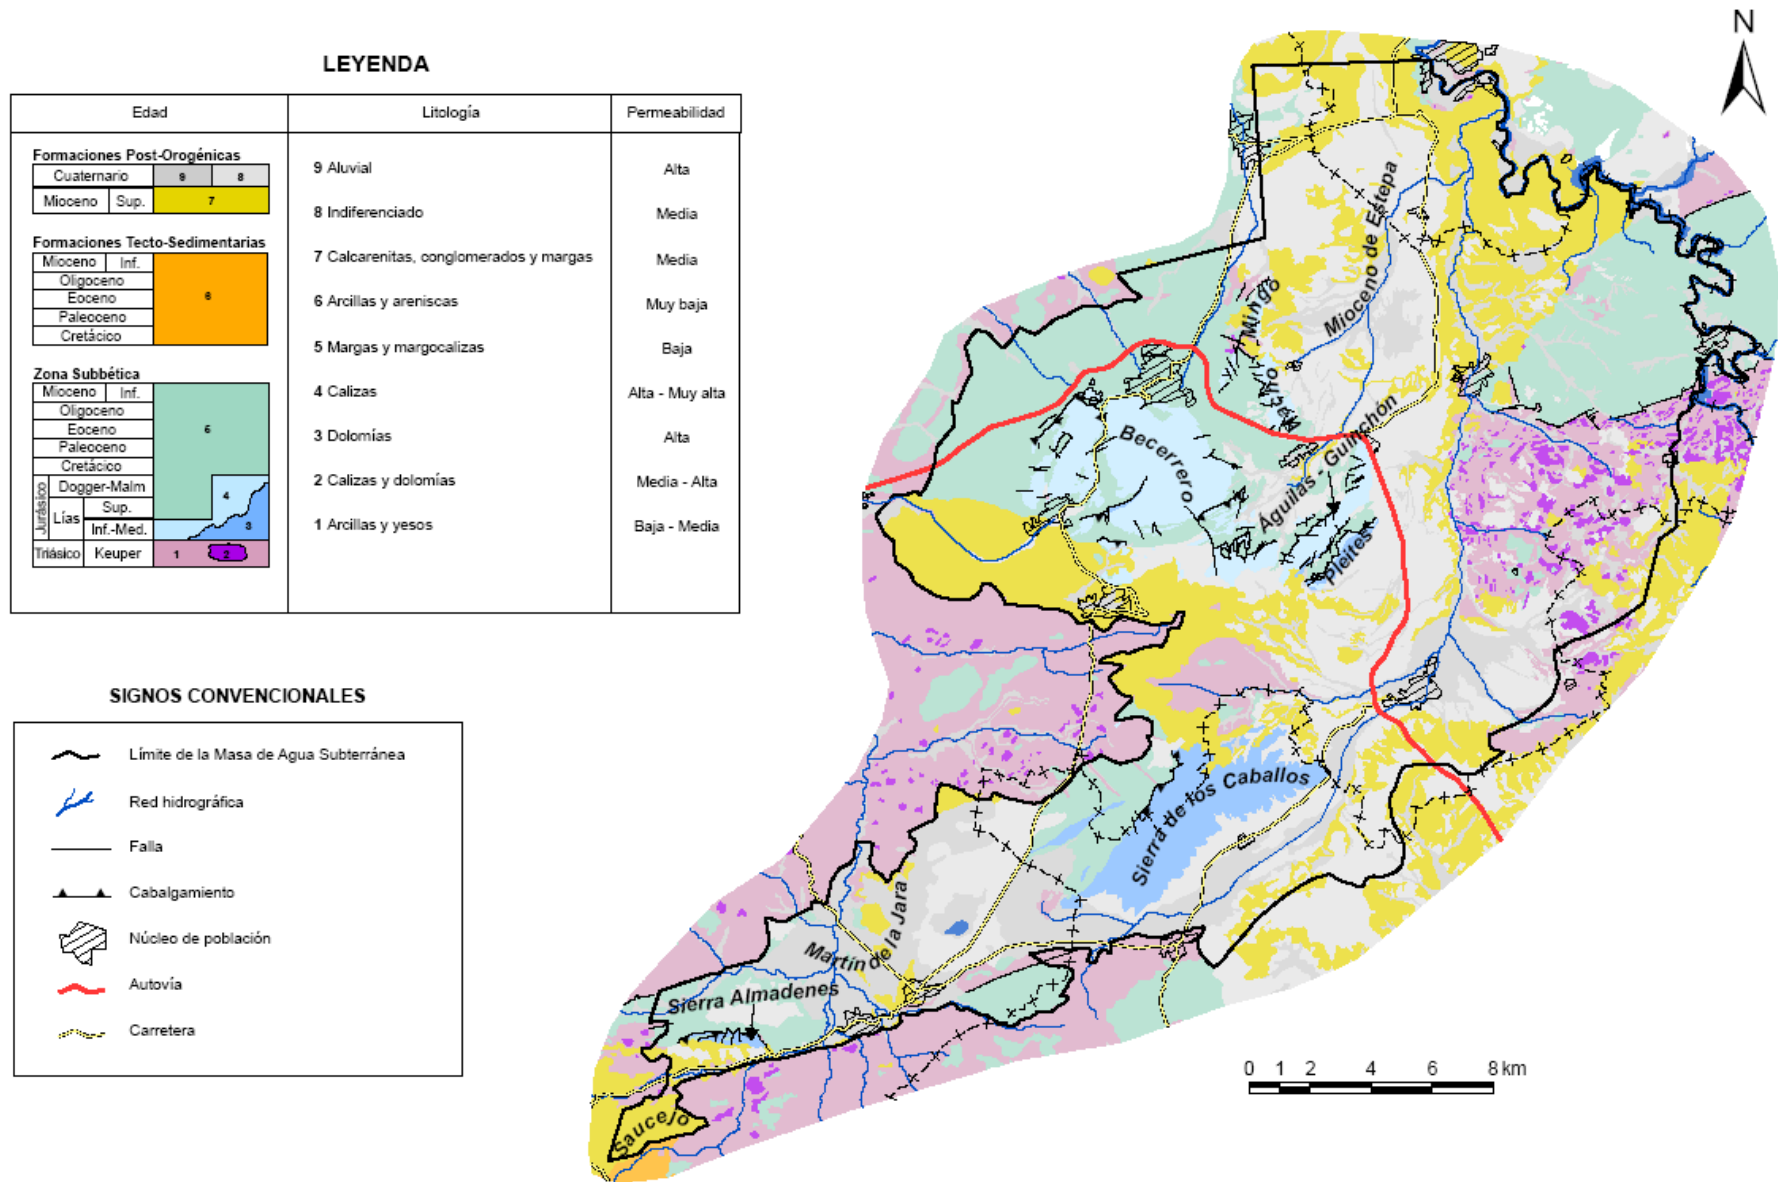 LEYENDA
Edad Litología Permeabilidad
Formaciones Post-Orogénicas
Cuaternario 9 8
Mioceno Sup. 7
Formaciones Tecto-Sedimentarias
Mioceno Inf.
Oligoceno
Eoceno 6
Paleoceno
Cretácico
Zona Subbética
Mioceno Inf.
Oligoceno
Eoceno 5
Paleoceno
Cretácico
Jurásico
Dogger-Malm 4
Lías Sup.
Inf.-Med. 3
Triásico Keuper 1 2
9 Aluvial Alta
8 Indiferenciado Media
7 Calcarenitas, conglomerados y margas Media
6 Arcillas y areniscas Muy baja
5 Margas y margocalizas Baja
4 Calizas Alta - Muy alta
3 Dolomías Alta
2 Calizas y dolomías Media - Alta
1 Arcillas y yesos Baja - Media
SIGNOS CONVENCIONALES
Límite de la Masa de Agua Subterránea
Red hidrográfica
Falla
Cabalgamiento
Núcleo de población
Autovía
Carretera
N
Mioceno de Estepa
Mingo
Macho
Becerrero
Águilas - Guinchón
Pleites
Sierra de los Caballos
Martín de la Jara
Sierra Almadenes
Saucejo
0 1 2 4 6 8 km